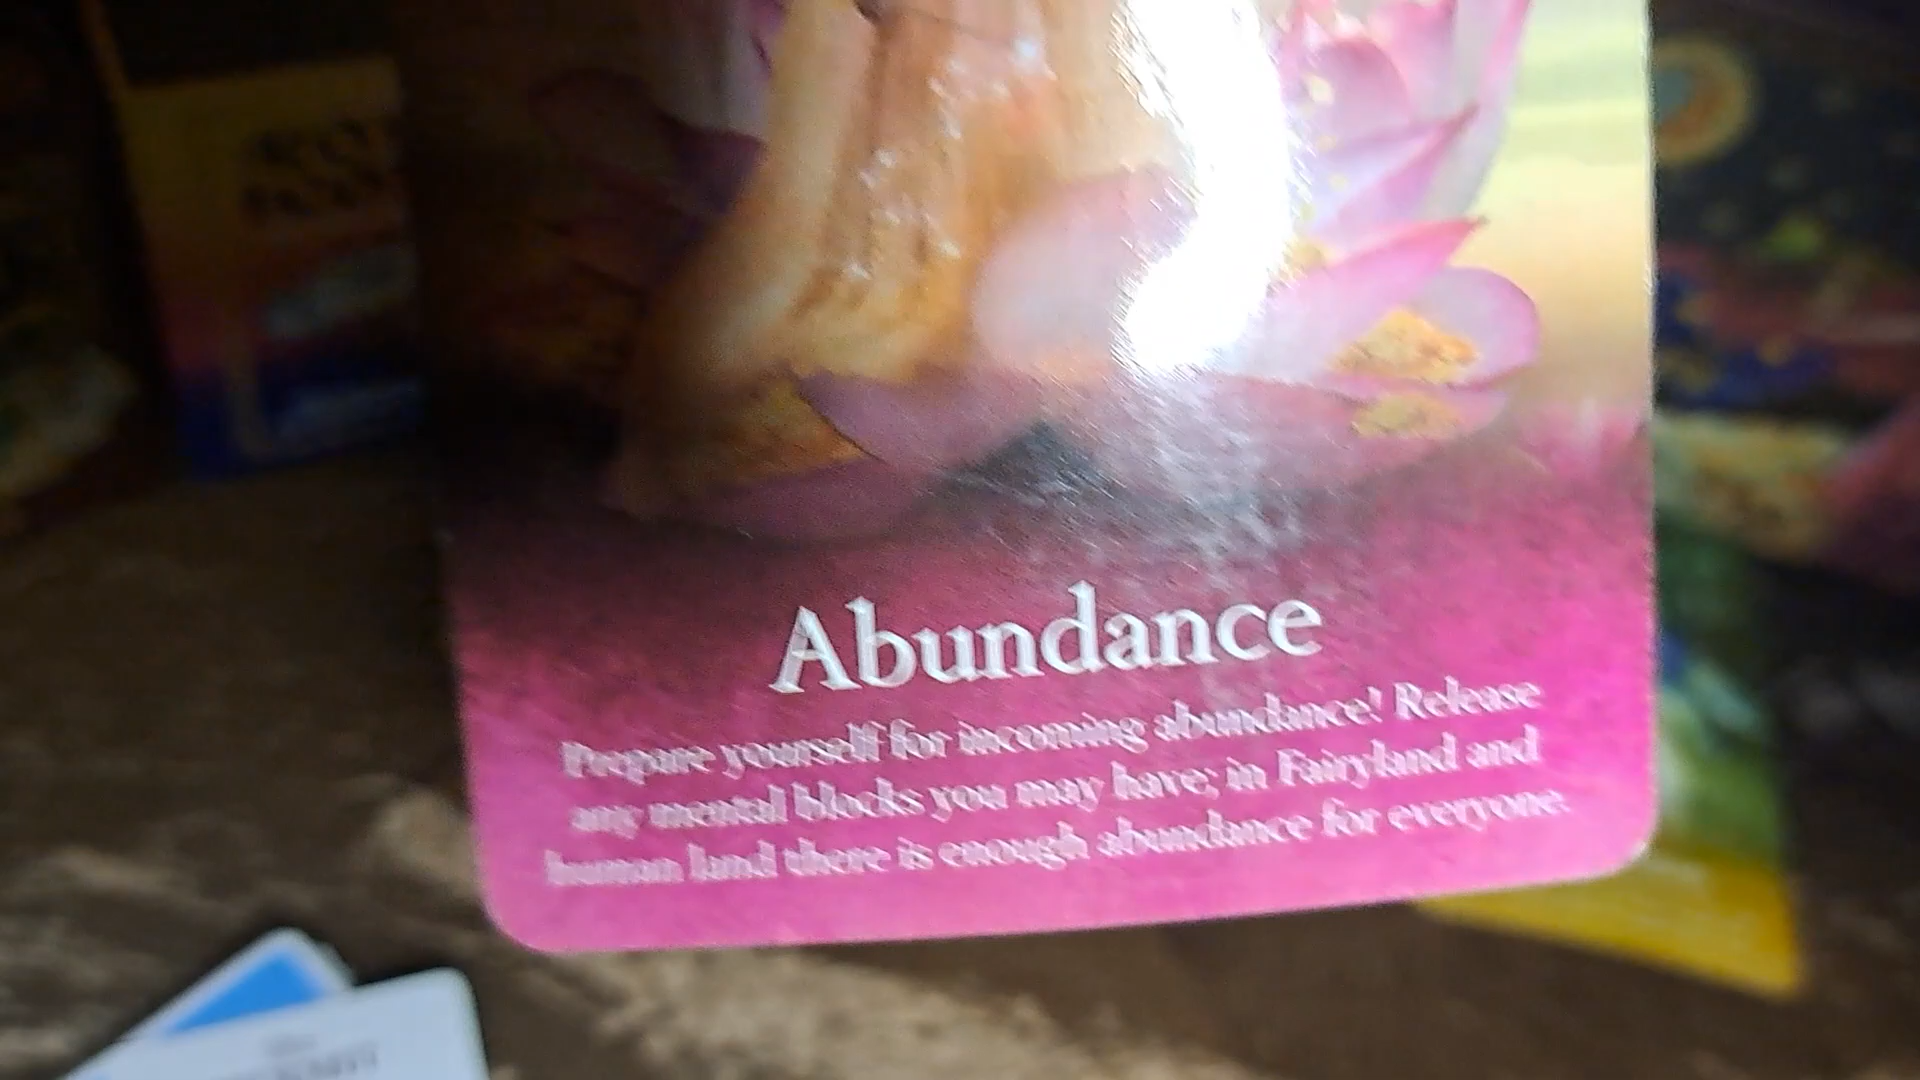 Abundance
Prepare yourself for incoming abundance! Release
any mental blocks you may have; in Fairyland and
human land there is enough abundance for everyone.